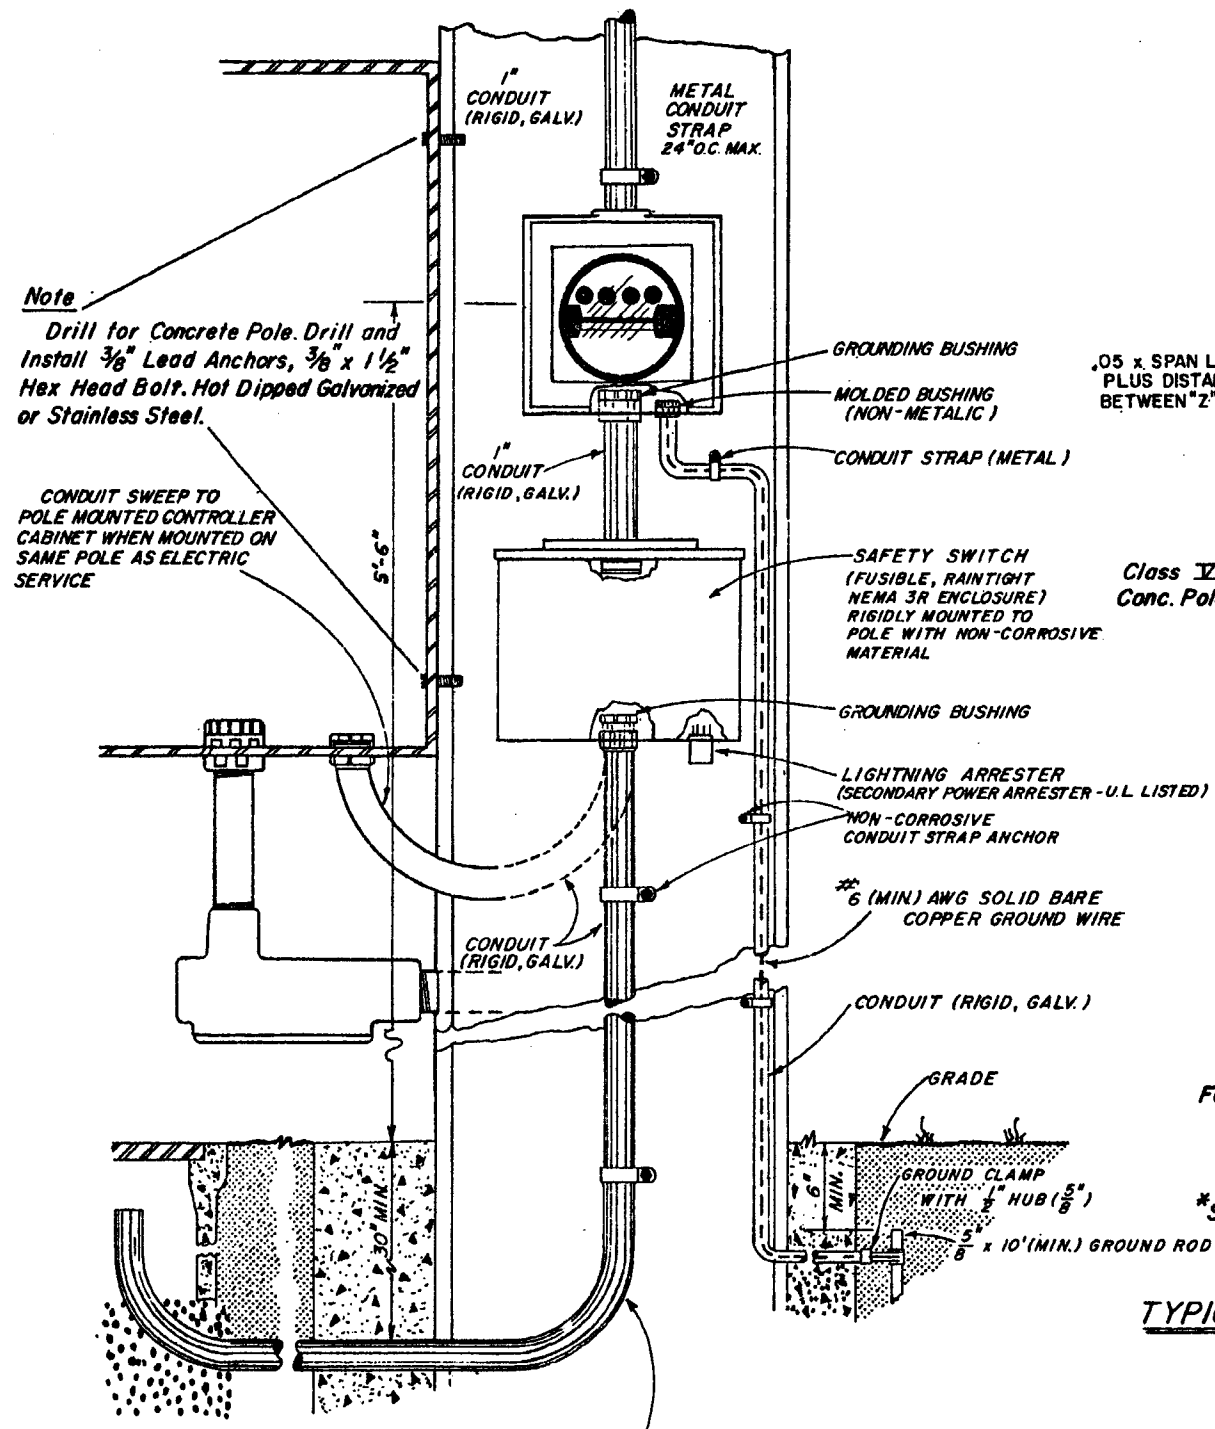 1"
CONDUIT
(RIGID, GALV.)
METAL
CONDUIT
STRAP
24" O.C. MAX.
Note
Drill for Concrete Pole. Drill and
Install 3/8" Lead Anchors, 3/8" x 1 1/2"
Hex Head Bolt. Hot Dipped Galvanized
or Stainless Steel.
GROUNDING BUSHING
MOLDED BUSHING
(NON-METALIC)
CONDUIT STRAP (METAL)
.05 x SPAN L
PLUS DISTA
BETWEEN "Z"
1"
CONDUIT
(RIGID, GALV.)
CONDUIT SWEEP TO
POLE MOUNTED CONTROLLER
CABINET WHEN MOUNTED ON
SAME POLE AS ELECTRIC
SERVICE
5'-6"
SAFETY SWITCH
(FUSIBLE, RAINTIGHT
NEMA 3R ENCLOSURE)
RIGIDLY MOUNTED TO
POLE WITH NON-CORROSIVE
MATERIAL
Class V
Conc. Pol
GROUNDING BUSHING
LIGHTNING ARRESTER
(SECONDARY POWER ARRESTER - U.L. LISTED)
NON-CORROSIVE
CONDUIT STRAP ANCHOR
#6 (MIN.) AWG SOLID BARE
COPPER GROUND WIRE
CONDUIT
(RIGID, GALV.)
CONDUIT (RIGID, GALV.)
GRADE
30" MIN.
6"
MIN.
GROUND CLAMP
WITH 1/2" HUB (5/8")
5/8" x 10' (MIN.) GROUND ROD
TYPI